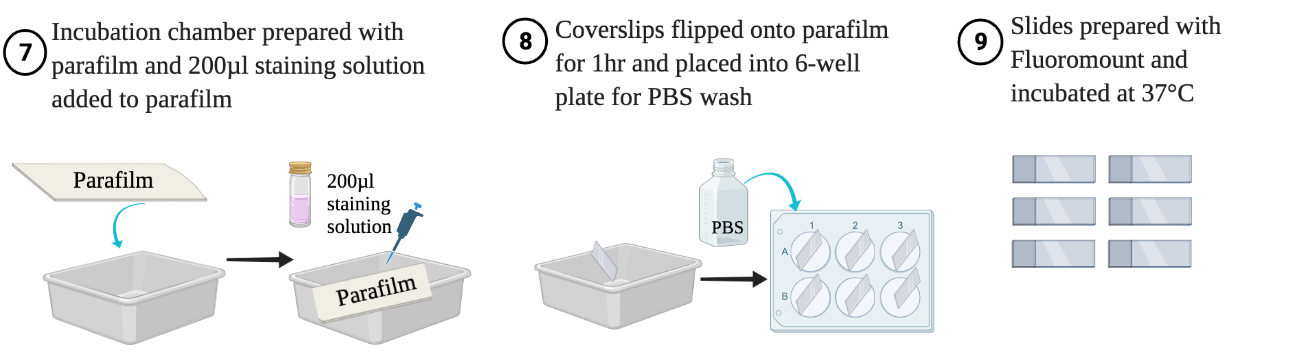 7
Incubation chamber prepared with
parafilm and 200µl staining solution
added to parafilm
Parafilm
200µl
staining
solution
Parafilm
8
Coverslips flipped onto parafilm
for 1hr and placed into 6-well
plate for PBS wash
PBS
1 2 3
A
B
9
Slides prepared with
Fluoromount and
incubated at 37°C